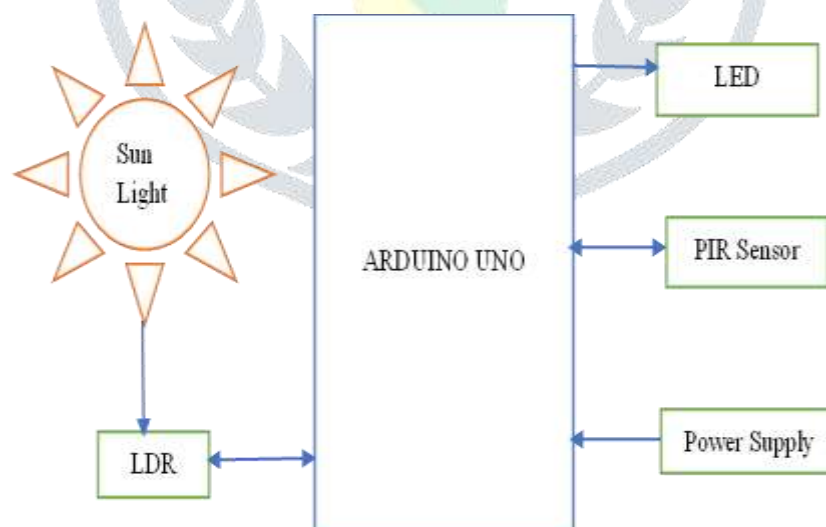 Sun
Light
LED
ARDUINO UNO
PIR Sensor
LDR
Power Supply